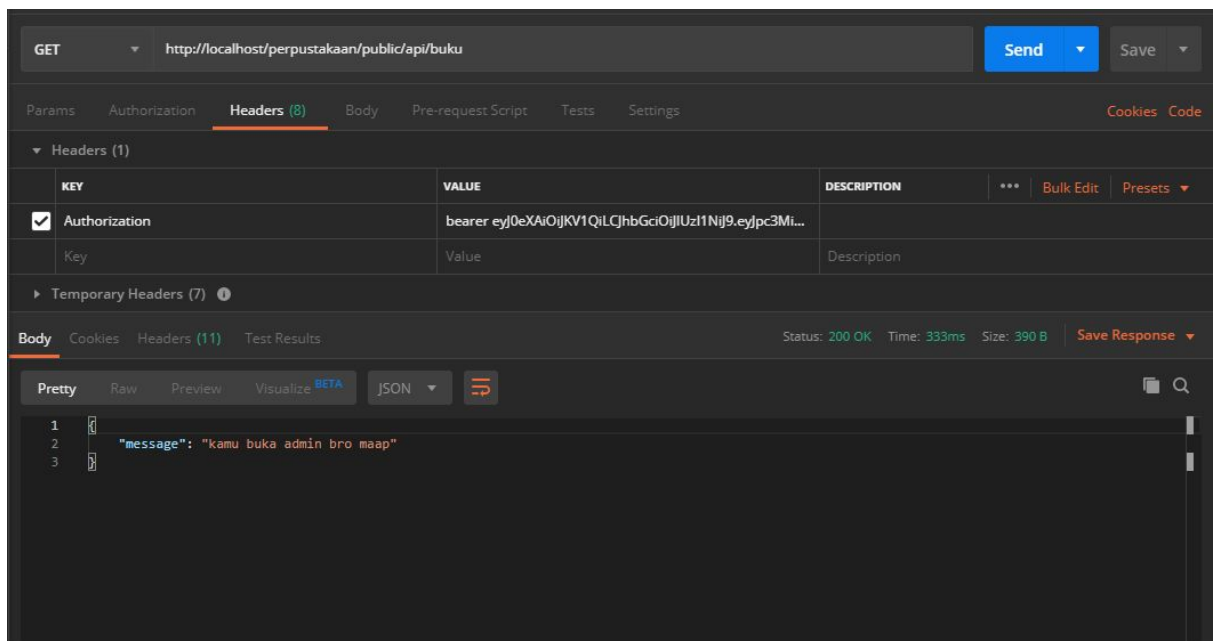 GET http://localhost/perpustakaan/public/api/buku Send Save
Params Authorization Headers (8) Body Pre-request Script Tests Settings Cookies Code
Headers (1)
KEY VALUE DESCRIPTION ••• Bulk Edit Presets
Authorization bearer eyJ0eXAiOiJKV1QiLCJhbGciOiJIUzI1NiJ9.eyJpc3Mi...
Key Value Description
Temporary Headers (7)
Body Cookies Headers (11) Test Results Status: 200 OK Time: 333ms Size: 390 B Save Response
Pretty Raw Preview Visualize BETA JSON
1 {
2 "message": "kamu buka admin bro maap"
3 }